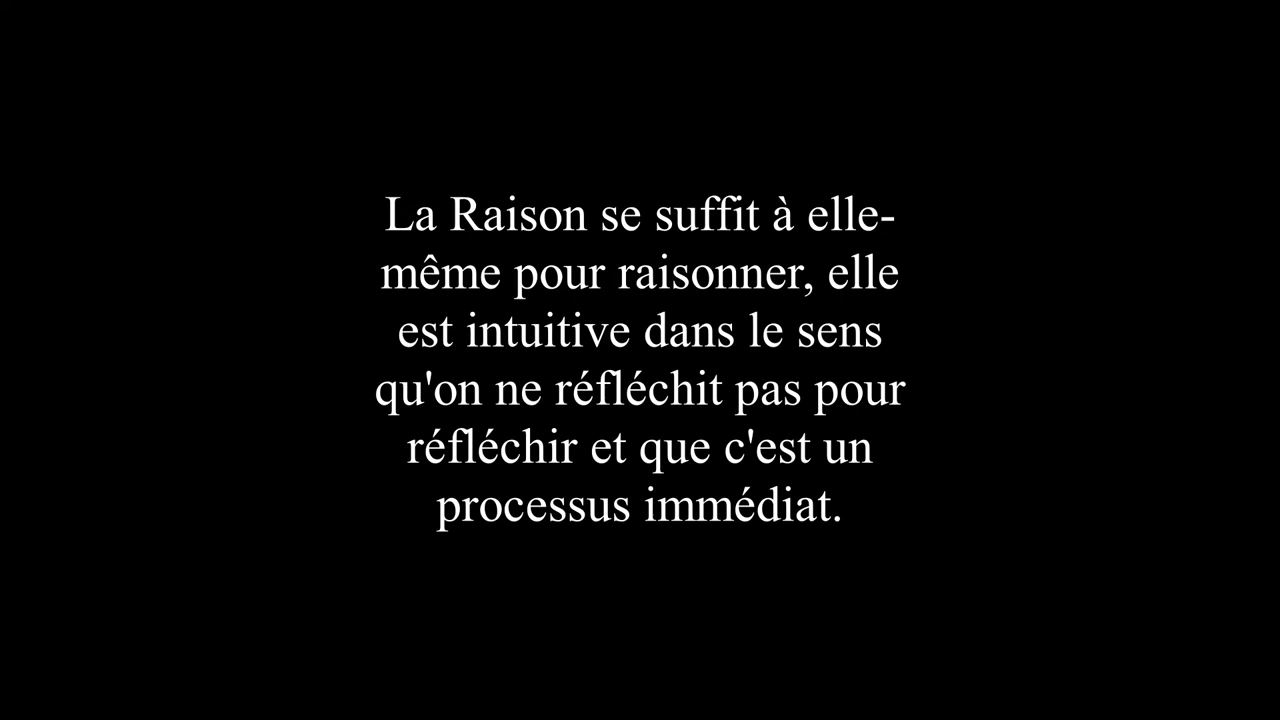 La Raison se suffit à elle-
même pour raisonner, elle
est intuitive dans le sens
qu'on ne réfléchit pas pour
réfléchir et que c'est un
processus immédiat.